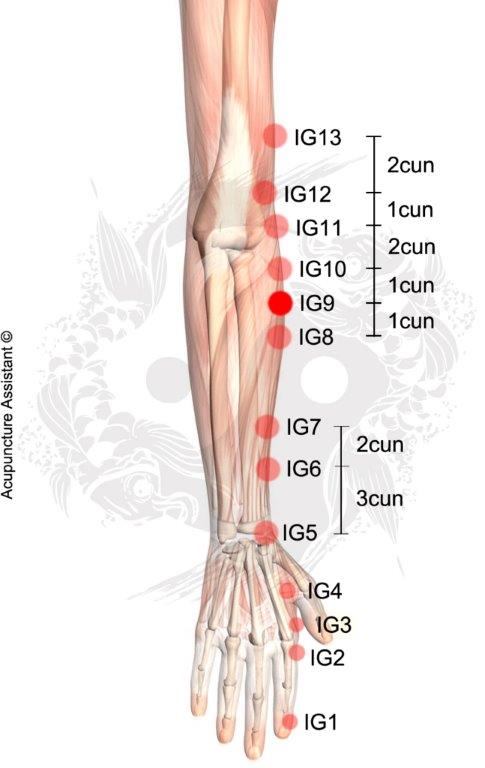 IG13
2cun
IG12
1cun
IG11
2cun
IG10
1cun
IG9
1cun
IG8
IG7
2cun
IG6
3cun
IG5
IG4
IG3
IG2
IG1
Acupuncture Assistant ©